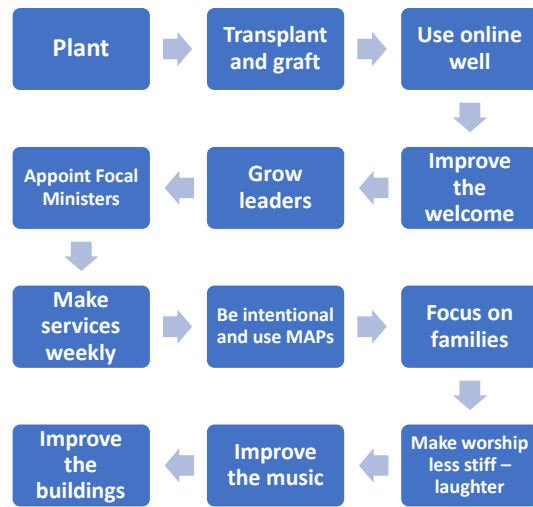 Plant
Transplant
and graft
Use online
well
Improve
the
welcome
Grow
leaders
Appoint Focal
Ministers
Make
services
weekly
Be intentional
and use MAPs
Focus on
families
Make worship
less stiff –
laughter
Improve
the music
Improve
the
buildings